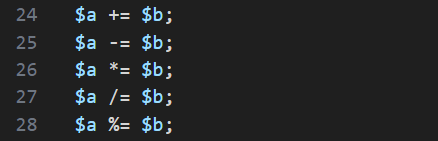 24 $a += $b;
25 $a -= $b;
26 $a *= $b;
27 $a /= $b;
28 $a %= $b;